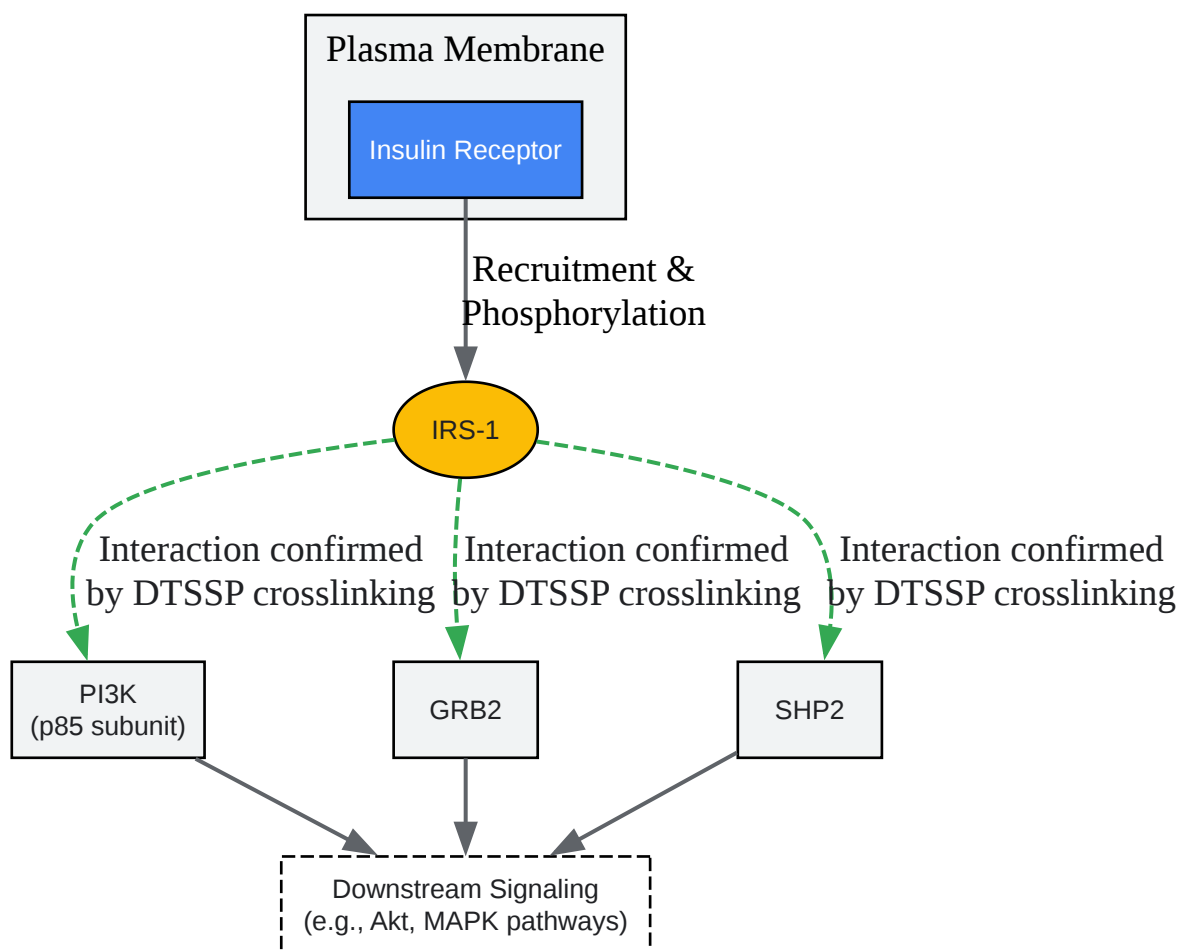 Plasma Membrane
Insulin Receptor
Recruitment &
Phosphorylation
IRS-1
Interaction confirmed
by DTSSP crosslinking
Interaction confirmed
by DTSSP crosslinking
Interaction confirmed
by DTSSP crosslinking
PI3K
(p85 subunit)
GRB2
SHP2
Downstream Signaling
(e.g., Akt, MAPK pathways)